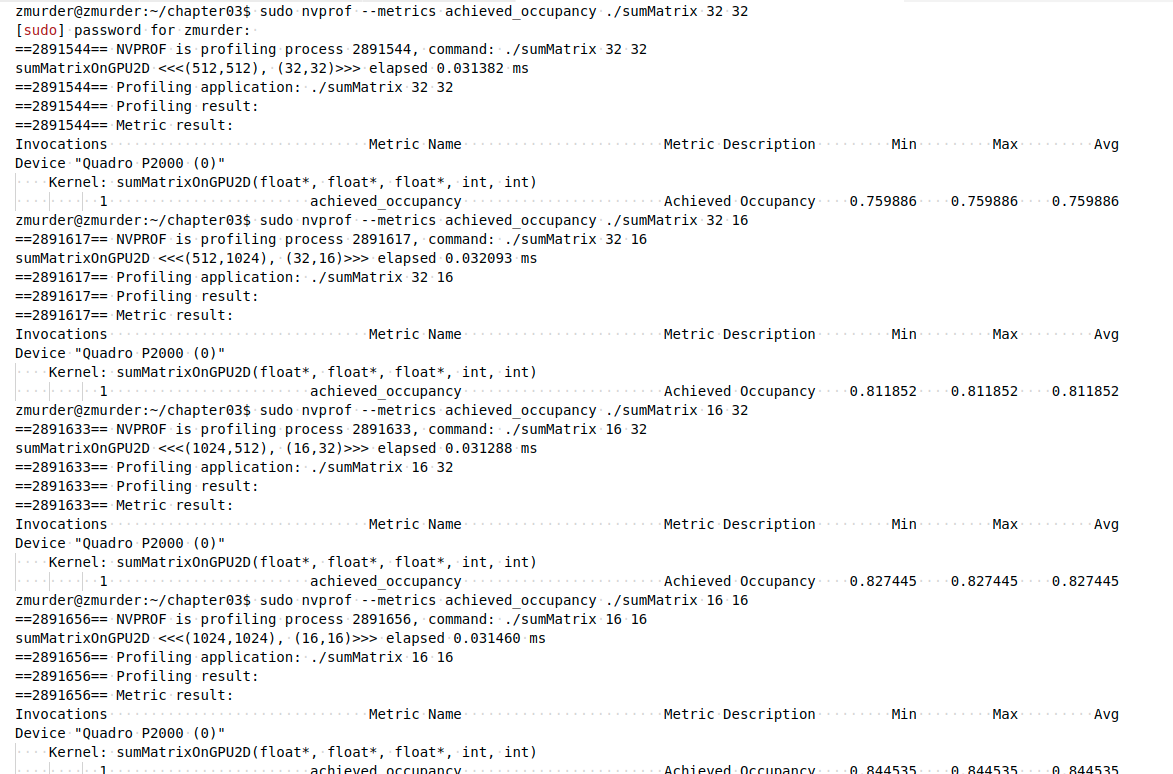 zmurder@zmurder:~/chapter03$ sudo nvprof --metrics achieved_occupancy ./sumMatrix 32 32
[sudo] password for zmurder:
==2891544== NVPROF is profiling process 2891544, command: ./sumMatrix 32 32
sumMatrixOnGPU2D <<<(512,512), (32,32)>>> elapsed 0.031382 ms
==2891544== Profiling application: ./sumMatrix 32 32
==2891544== Profiling result:
==2891544== Metric result:
Invocations Metric Name Metric Description Min Max Avg
Device "Quadro P2000 (0)"
Kernel: sumMatrixOnGPU2D(float*, float*, float*, int, int)
1 achieved_occupancy Achieved Occupancy 0.759886 0.759886 0.759886
zmurder@zmurder:~/chapter03$ sudo nvprof --metrics achieved_occupancy ./sumMatrix 32 16
==2891617== NVPROF is profiling process 2891617, command: ./sumMatrix 32 16
sumMatrixOnGPU2D <<<(512,1024), (32,16)>>> elapsed 0.032093 ms
==2891617== Profiling application: ./sumMatrix 32 16
==2891617== Profiling result:
==2891617== Metric result:
Invocations Metric Name Metric Description Min Max Avg
Device "Quadro P2000 (0)"
Kernel: sumMatrixOnGPU2D(float*, float*, float*, int, int)
1 achieved_occupancy Achieved Occupancy 0.811852 0.811852 0.811852
zmurder@zmurder:~/chapter03$ sudo nvprof --metrics achieved_occupancy ./sumMatrix 16 32
==2891633== NVPROF is profiling process 2891633, command: ./sumMatrix 16 32
sumMatrixOnGPU2D <<<(1024,512), (16,32)>>> elapsed 0.031288 ms
==2891633== Profiling application: ./sumMatrix 16 32
==2891633== Profiling result:
==2891633== Metric result:
Invocations Metric Name Metric Description Min Max Avg
Device "Quadro P2000 (0)"
Kernel: sumMatrixOnGPU2D(float*, float*, float*, int, int)
1 achieved_occupancy Achieved Occupancy 0.827445 0.827445 0.827445
zmurder@zmurder:~/chapter03$ sudo nvprof --metrics achieved_occupancy ./sumMatrix 16 16
==2891656== NVPROF is profiling process 2891656, command: ./sumMatrix 16 16
sumMatrixOnGPU2D <<<(1024,1024), (16,16)>>> elapsed 0.031460 ms
==2891656== Profiling application: ./sumMatrix 16 16
==2891656== Profiling result:
==2891656== Metric result:
Invocations Metric Name Metric Description Min Max Avg
Device "Quadro P2000 (0)"
Kernel: sumMatrixOnGPU2D(float*, float*, float*, int, int)
1 achieved_occupancy Achieved Occupancy 0.844535 0.844535 0.844535